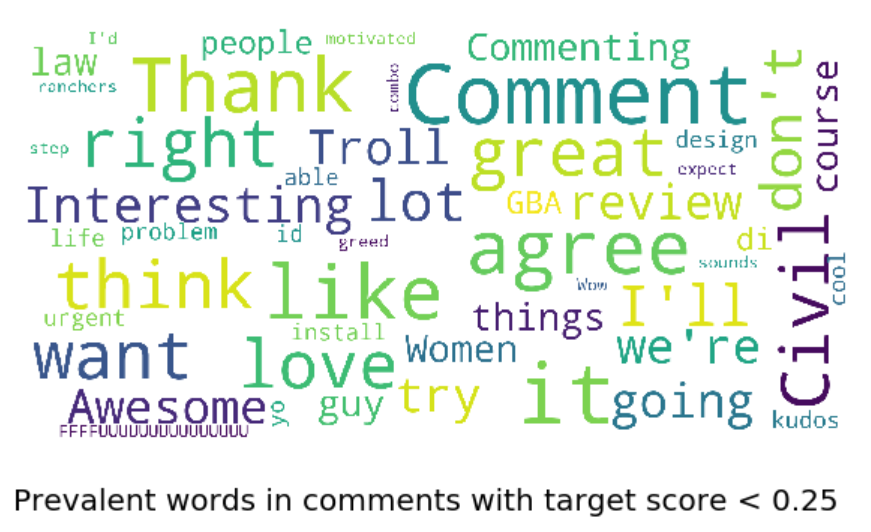 I'd people motivated Commenting
law Thank combo Comment don't course
ranchers
step right Troll great design
able expect
Interesting lot GBA review
life problem id greed agree di
sounds Civil cool
think like Wow
urgent things I'll
install
want love Women we're
Awesome yo guy try it going
FFFFUUUUUUUUUUUUUUU kudos
Prevalent words in comments with target score < 0.25